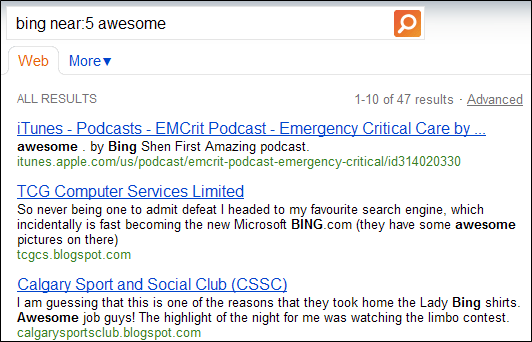 bing near:5 awesome
Web More▼
ALL RESULTS 1-10 of 47 results · Advanced
iTunes - Podcasts - EMCrit Podcast - Emergency Critical Care by ...
awesome . by Bing Shen First Amazing podcast.
itunes.apple.com/us/podcast/emcrit-podcast-emergency-critical/id314020330
TCG Computer Services Limited
So never being one to admit defeat I headed to my favourite search engine, which
incidentally is fast becoming the new Microsoft BING.com (they have some awesome
pictures on there)
tcgcs.blogspot.com
Calgary Sport and Social Club (CSSC)
I am guessing that this is one of the reasons that they took home the Lady Bing shirts.
Awesome job guys! The highlight of the night for me was watching the limbo contest.
calgarysportsclub.blogspot.com